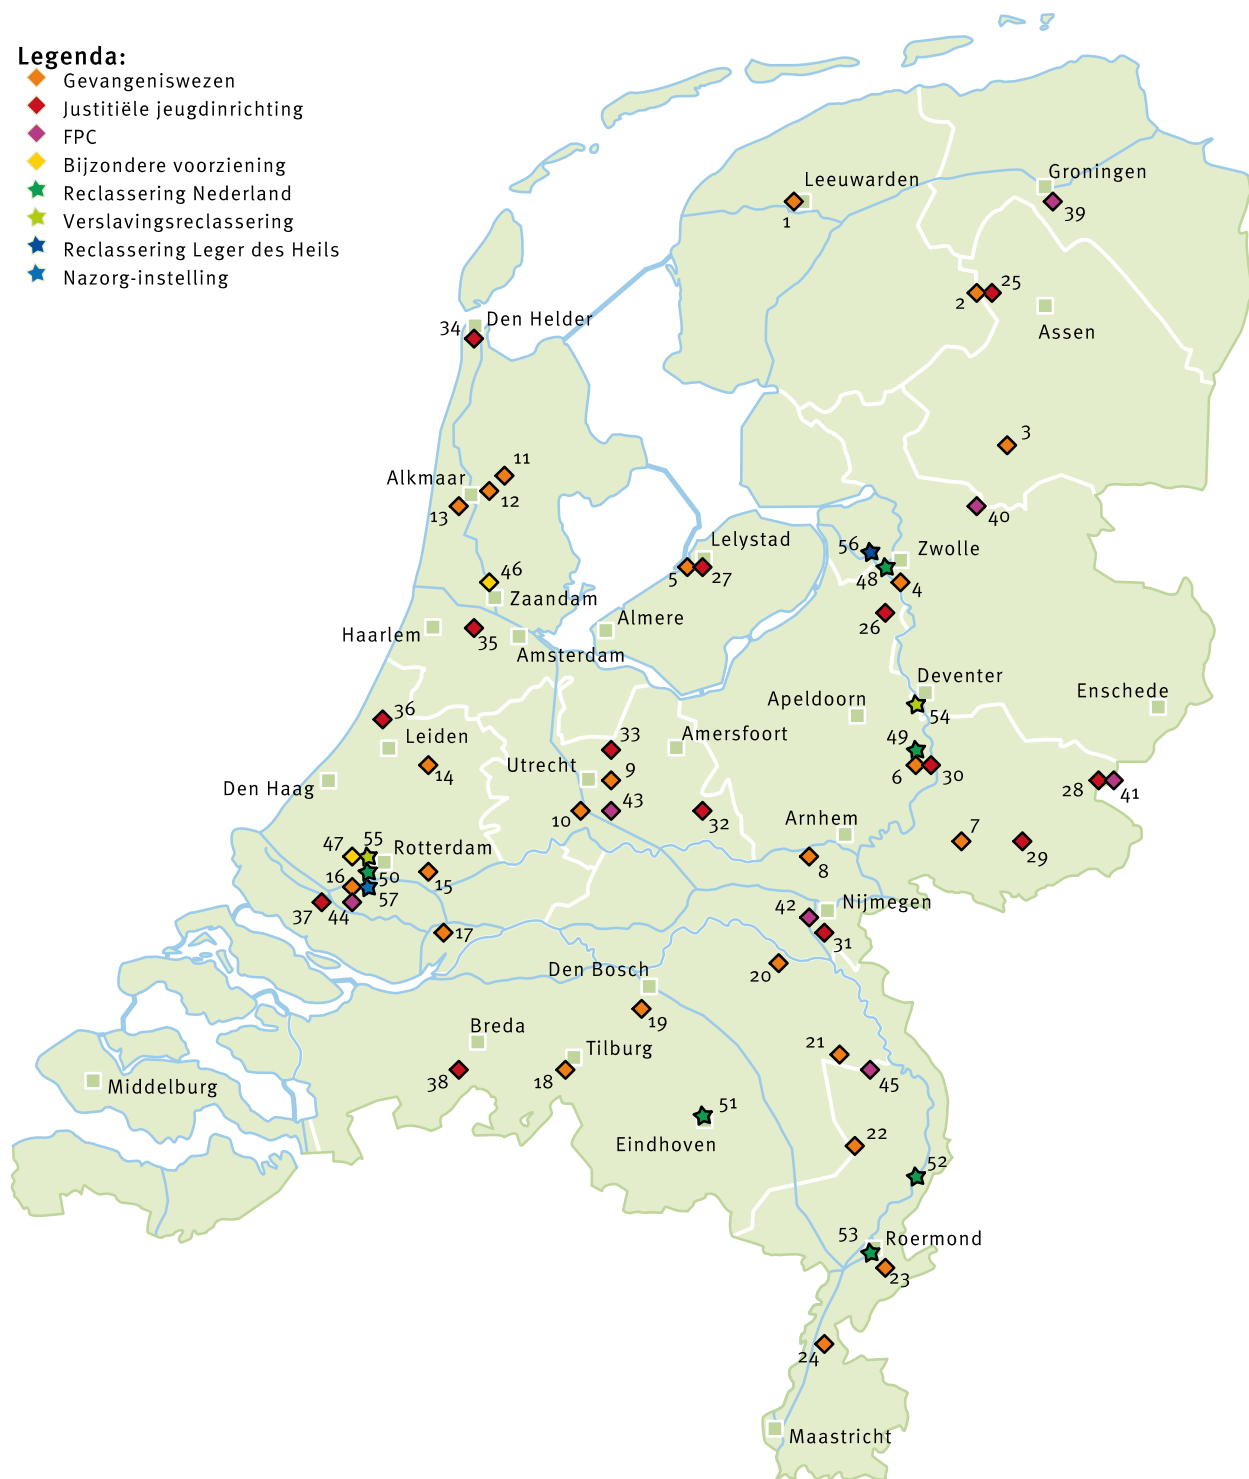 Legenda:
Gevangeniswezen
Justitiële jeugdinrichting
FPC
Bijzondere voorziening
Reclassering Nederland
Verslavingsreclassering
Reclassering Leger des Heils
Nazorg-instelling
Leeuwarden
1
Groningen
39
2
25
Assen
34
Den Helder
3
11
Alkmaar
12
13
40
46
Zaandam
Lelystad
5
27
56
Zwolle
48
4
26
Haarlem
35
Amsterdam
Almere
36
Leiden
14
Den Haag
Deventer
54
Apeldoorn
Enschede
49
6
30
33
Amersfoort
Utrecht
9
43
10
32
28
41
Arnhem
8
7
29
47
55
Rotterdam
16
50
57
15
37
44
17
42
Nijmegen
31
20
Den Bosch
19
Breda
38
Tilburg
18
21
45
Middelburg
51
Eindhoven
22
52
53
Roermond
23
24
Maastricht